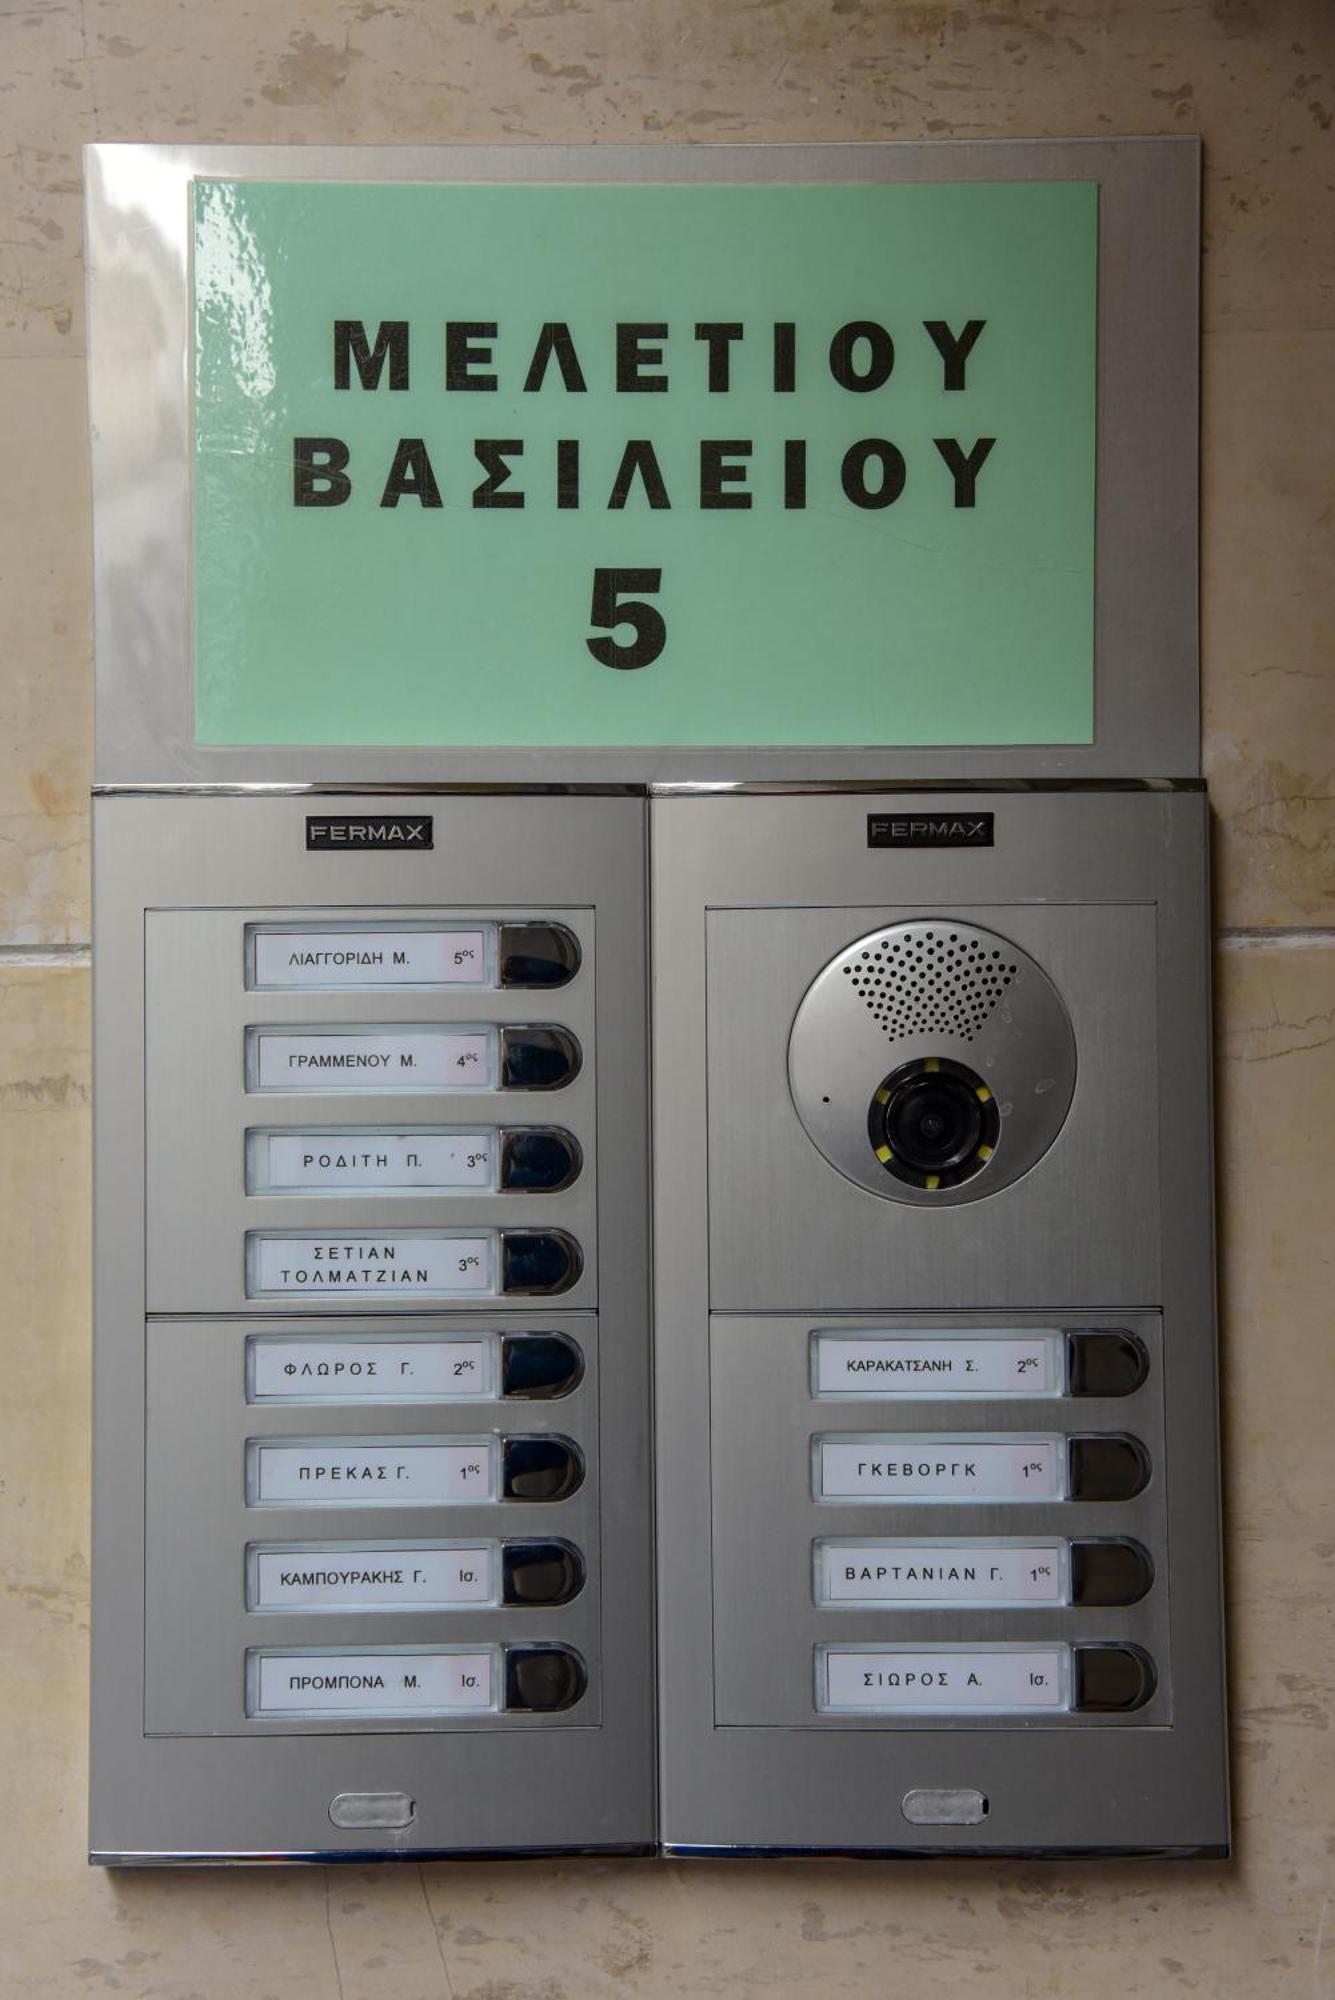 ΜΕΛΕΤΙΟΥ
ΒΑΣΙΛΕΙΟΥ
5
FERMAX
ΛΙΑΓΓΟΡΙΔΗ Μ. 5ος
ΓΡΑΜΜΕΝΟΥ Μ. 4ος
ΡΟΔΙΤΗ Π. 3ος
ΣΕΤΙΑΝ
ΤΟΛΜΑΤΖΙΑΝ 3ος
ΦΛΩΡΟΣ Γ. 2ος
ΠΡΕΚΑΣ Γ. 1ος
ΚΑΜΠΟΥΡΑΚΗΣ Γ. Ισ.
ΠΡΟΜΠΟΝΑ Μ. Ισ.
FERMAX
ΚΑΡΑΚΑΤΣΑΝΗ Σ. 2ος
ΓΚΕΒΟΡΓΚ 1ος
ΒΑΡΤΑΝΙΑΝ Γ. 1ος
ΣΙΩΡΟΣ Α. Ισ.